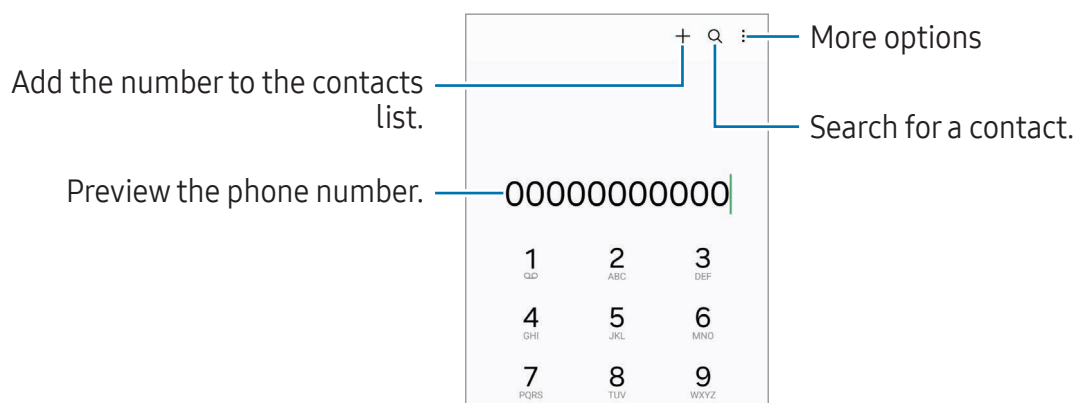 More options
Add the number to the contacts
list.
Search for a contact.
Preview the phone number.
00000000000
1 2 3
ABC DEF
4 5 6
GHI JKL MNO
7 8 9
PQRS TUV WXYZ